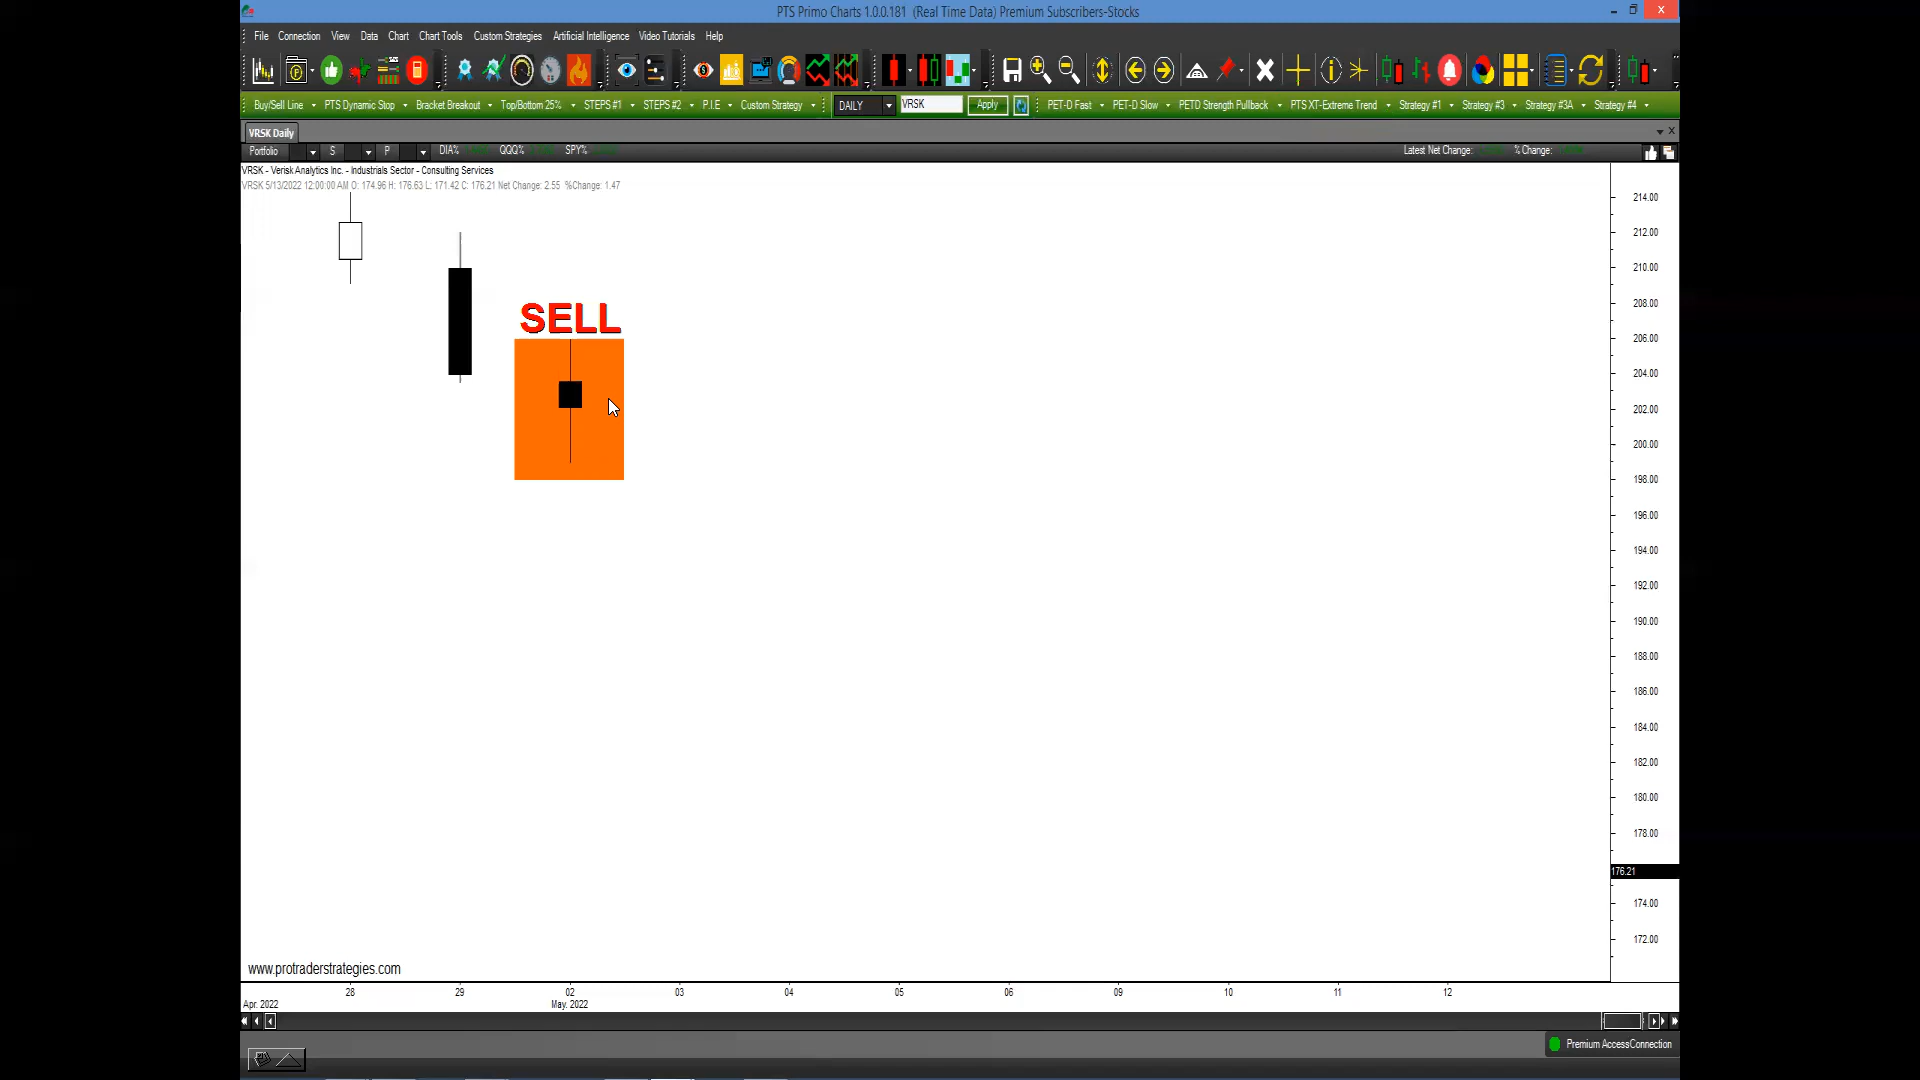 PTS Primo Charts 1.0.0.181 (Real Time Data) Premium Subscribers-Stocks
File Connection View Data Chart Chart Tools Custom Strategies Artificial Intelligence Video Tutorials Help
Buy/Sell Line PTS Dynamic Stop Bracket Breakout Top/Bottom 25% STEPS #1 STEPS #2 P.I.E Custom Strategy DAILY VRSK Apply PET-D Fast PET-D Slow PETD Strength Pullback PTS XT-Extreme Trend Strategy #1 Strategy #3 Strategy #3A Strategy #4
VRSK Daily
Portfolio S P DIA% QQQ% SPY% Latest Net Change: % Change:
VRSK - Verisk Analytics Inc. - Industrials Sector - Consulting Services
VRSK 5/13/2022 12:00:00 AM O: 174.96 H: 176.63 L: 171.42 C: 176.21 Net Change: 2.55 %Change: 1.47
SELL
214.00
212.00
210.00
208.00
206.00
204.00
202.00
200.00
198.00
196.00
194.00
192.00
190.00
188.00
186.00
184.00
182.00
180.00
178.00
176.21
174.00
172.00
www.protraderstrategies.com
28 29 02 03 04 05 06 09 10 11 12
Apr. 2022 May. 2022
Premium AccessConnection